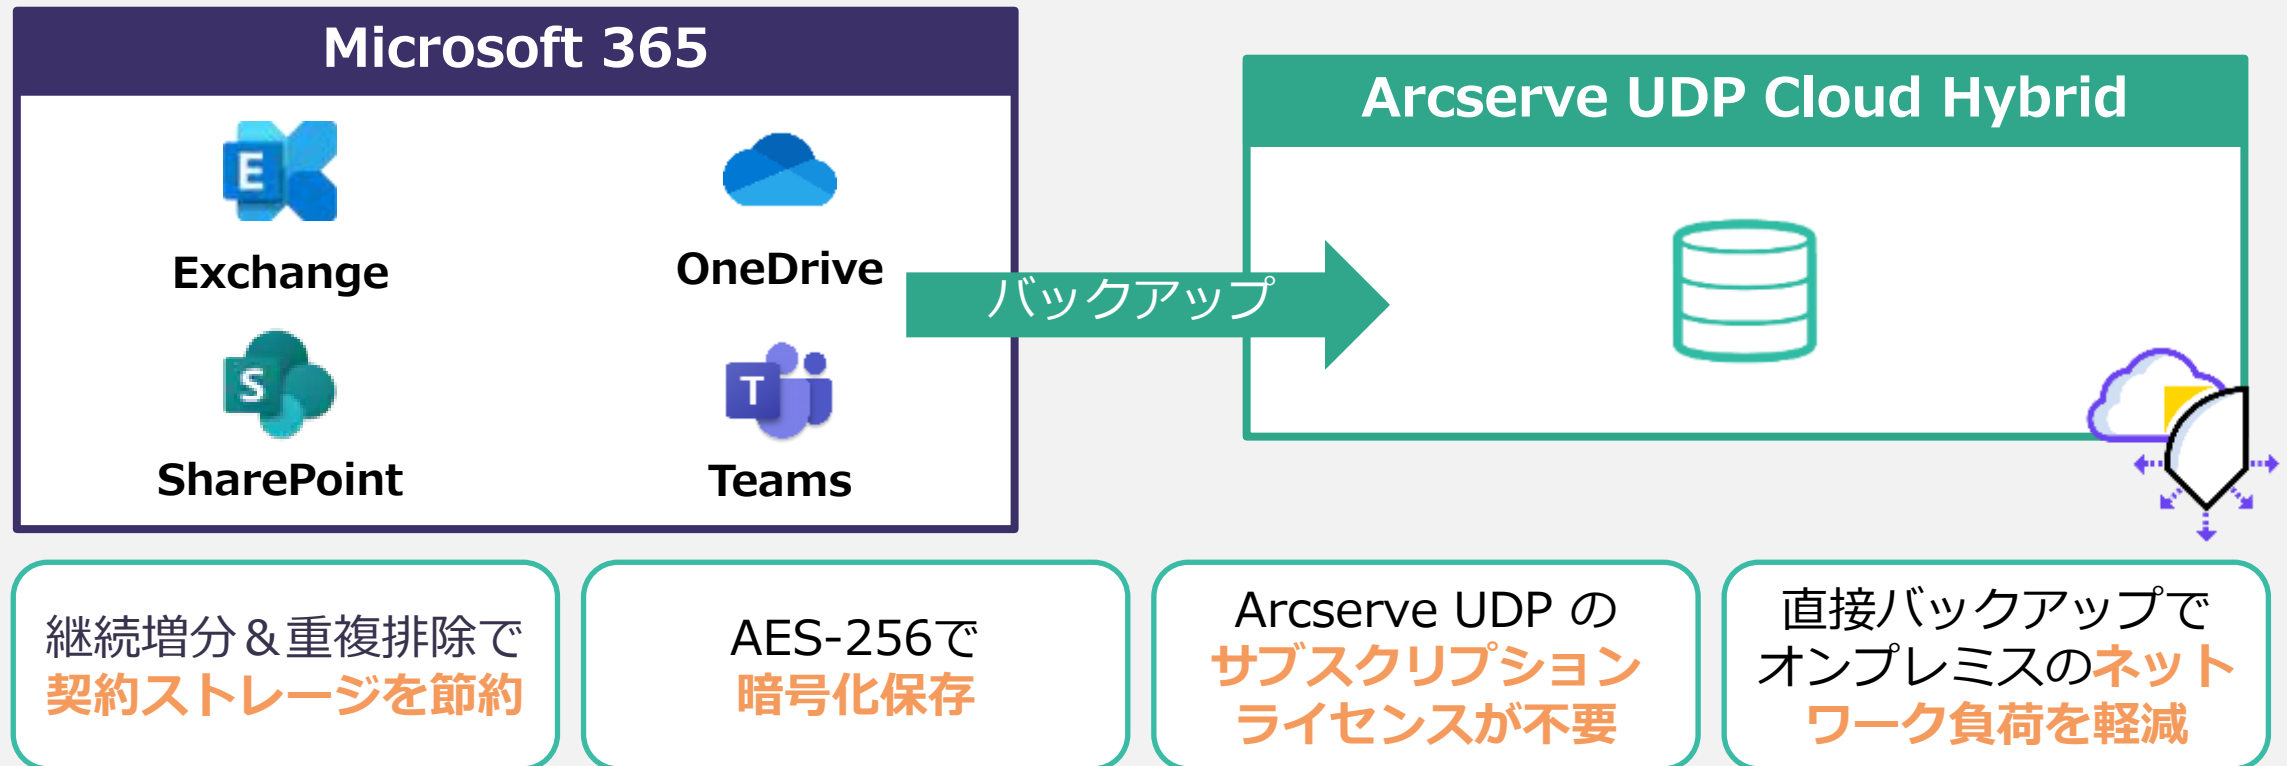 Microsoft 365
E
Exchange
OneDrive
S
SharePoint
T
Teams
バックアップ
Arcserve UDP Cloud Hybrid
継続増分＆重複排除で
契約ストレージを節約
AES-256で
暗号化保存
Arcserve UDP の
サブスクリプション
ライセンスが不要
直接バックアップで
オンプレミスのネット
ワーク負荷を軽減